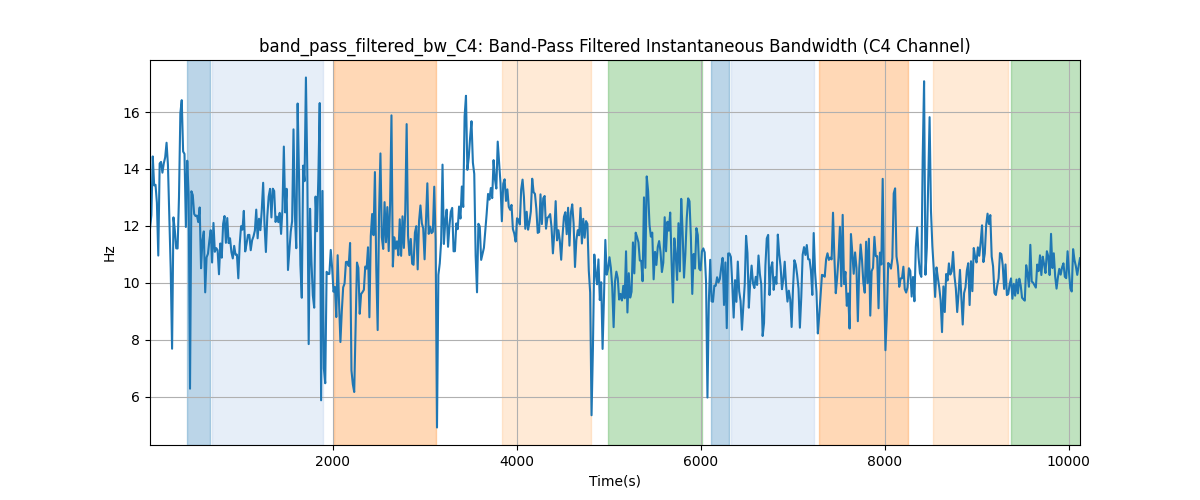 band_pass_filtered_bw_C4: Band-Pass Filtered Instantaneous Bandwidth (C4 Channel)
16
14
12
10
8
6
Hz
2000 4000 6000 8000 10000
Time(s)